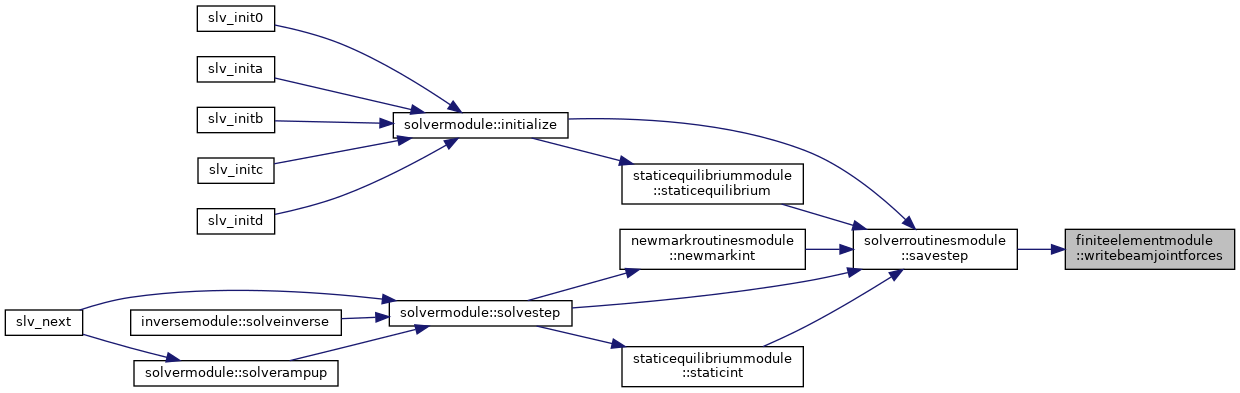 slv_init0
slv_inita
slv_initb
slv_initc
slv_initd
solvermodule::initialize
staticequilibriummodule
::staticequilibrium
newmarkroutinesmodule
::newmarkint
solverroutinesmodule
::savestep
finiteelementmodule
::writebeamjointforces
slv_next
inversemodule::solveinverse
solvermodule::solvestep
solvermodule::solverampup
staticequilibriummodule
::staticint